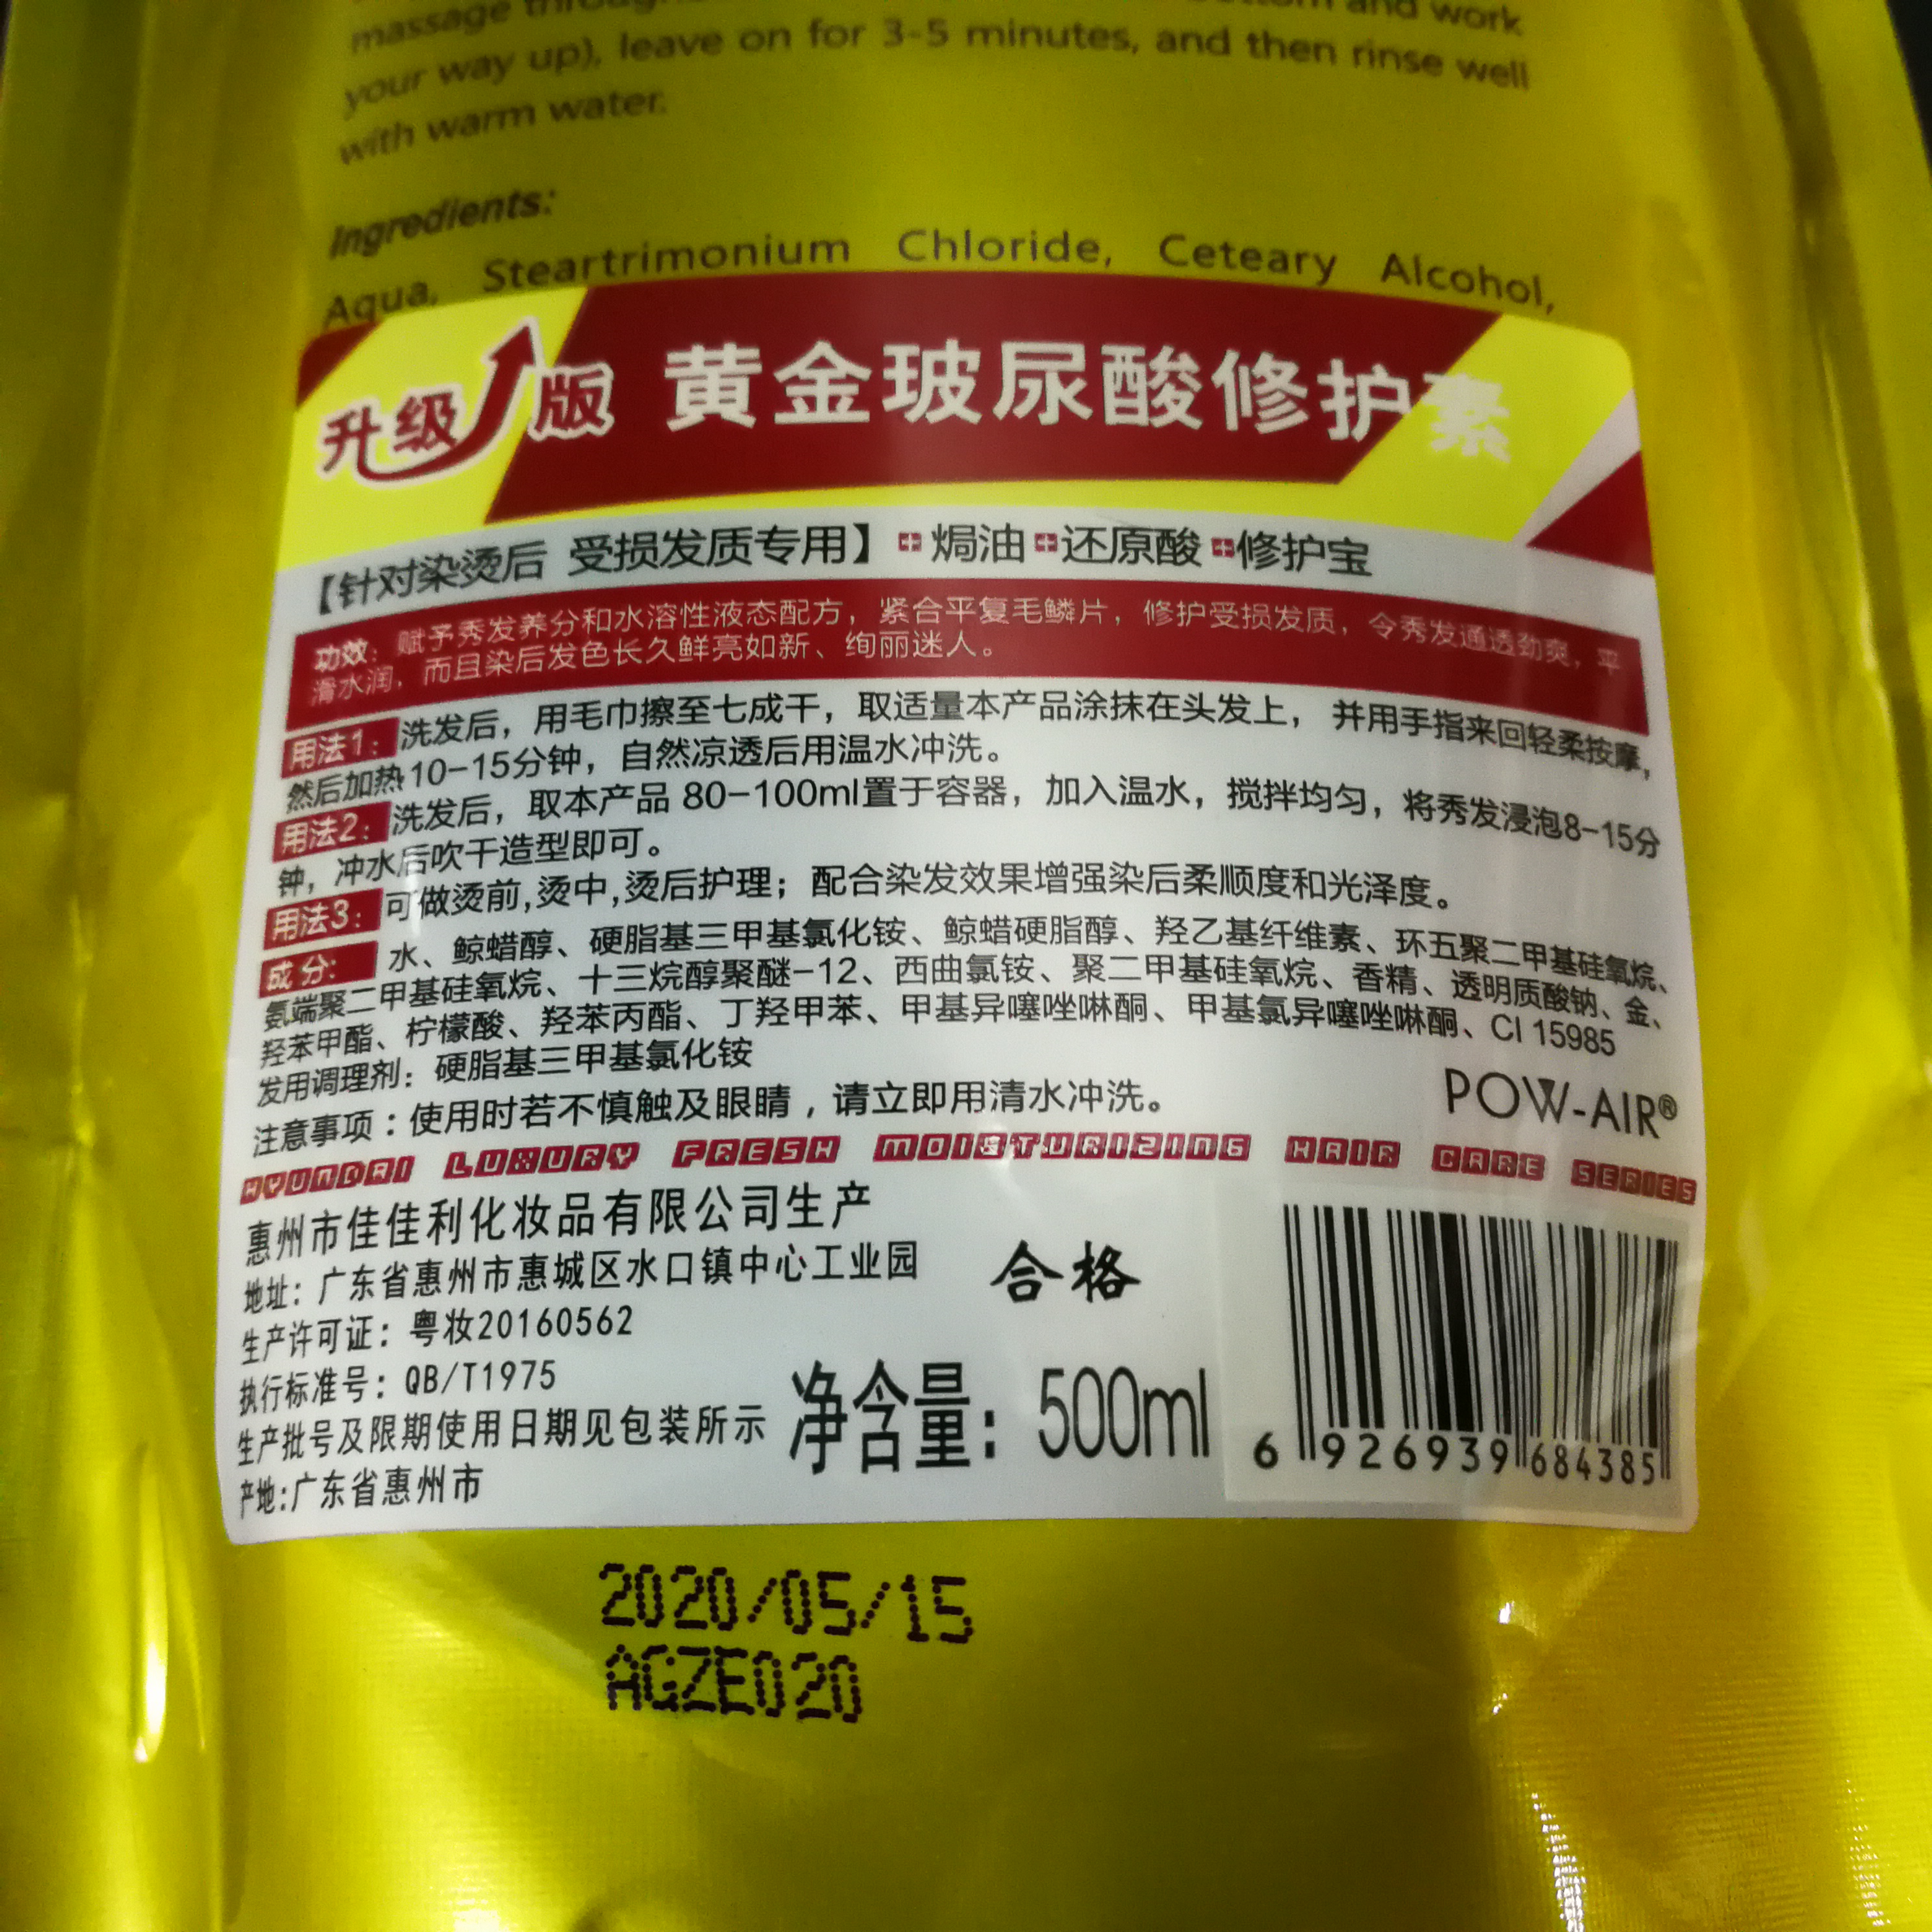 massage
and work
your way up), leave on for 3-5 minutes, and then rinse well
with warm water.
Ingredients:
Aqua, Steartrimonium Chloride, Ceteary Alcohol,
升级版 黄金玻尿酸修护素
【针对染烫后 受损发质专用】焗油 还原酸 修护宝
功效：赋予秀发养分和水溶性液态配方，紧合平复毛鳞片，修护受损发质，令秀发通透劲爽，平
滑水润，而且染后发色长久鲜亮如新、绚丽迷人。
用法1：洗发后，用毛巾擦至七成干，取适量本产品涂抹在头发上，并用手指来回轻柔按摩，
然后加热10-15分钟，自然凉透后用温水冲洗。
用法2：洗发后，取本产品 80-100ml置于容器，加入温水，搅拌均匀，将秀发浸泡8-15分
钟，冲水后吹干造型即可。
用法3：可做烫前,烫中,烫后护理；配合染发效果增强染后柔顺度和光泽度。
成分：水、鲸蜡醇、硬脂基三甲基氯化铵、鲸蜡硬脂醇、羟乙基纤维素、环五聚二甲基硅氧烷、
氨端聚二甲基硅氧烷、十三烷醇聚醚-12、西曲氯铵、聚二甲基硅氧烷、香精、透明质酸钠、金、
羟苯甲酯、柠檬酸、羟苯丙酯、丁羟甲苯、甲基异噻唑啉酮、甲基氯异噻唑啉酮、CI 15985
发用调理剂：硬脂基三甲基氯化铵
注意事项：使用时若不慎触及眼睛，请立即用清水冲洗。
POW-AIR®
HYUNDAI LUXURY FRESH MOISTURIZING HAIR CARE SERIES
惠州市佳佳利化妆品有限公司生产
地址：广东省惠州市惠城区水口镇中心工业园
合格
生产许可证：粤妆20160562
执行标准号：QB/T1975
生产批号及限期使用日期见包装所示
净含量：500ml
产地:广东省惠州市
6 926939 684385
2020/05/15
AGZE020